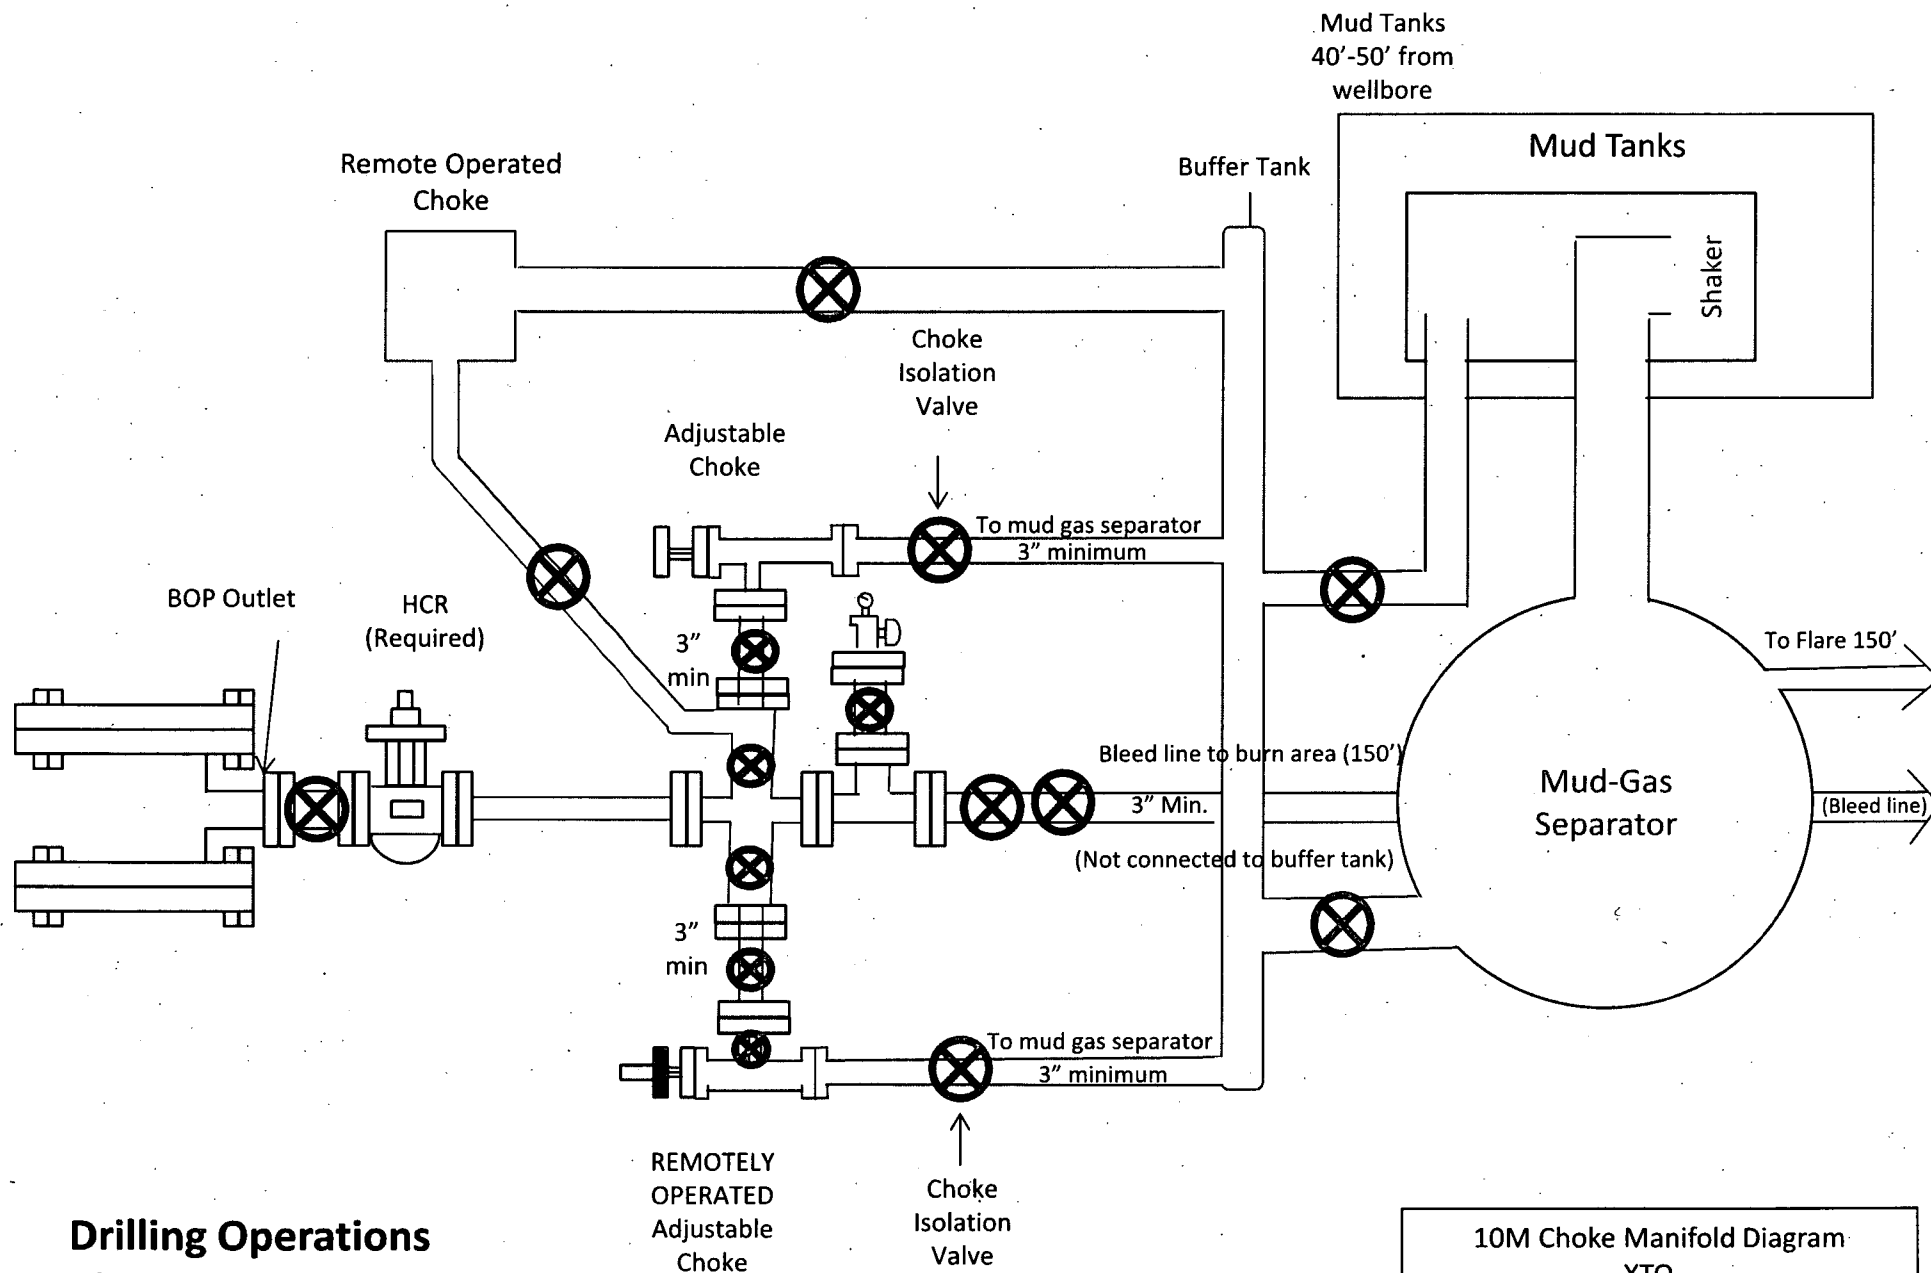 Mud Tanks
40'-50' from
wellbore
Mud Tanks
Shaker
Remote Operated
Choke
Buffer Tank
Choke
Isolation
Valve
Adjustable
Choke
To mud gas separator
3" minimum
BOP Outlet
HCR
(Required)
3"
min
To Flare 150'
Bleed line to burn area (150')
3" Min.
(Not connected to buffer tank)
Mud-Gas
Separator
(Bleed line)
3"
min
To mud gas separator
3" minimum
REMOTELY
OPERATED
Adjustable
Choke
Choke
Isolation
Valve
Drilling Operations
10M Choke Manifold Diagram
XTO